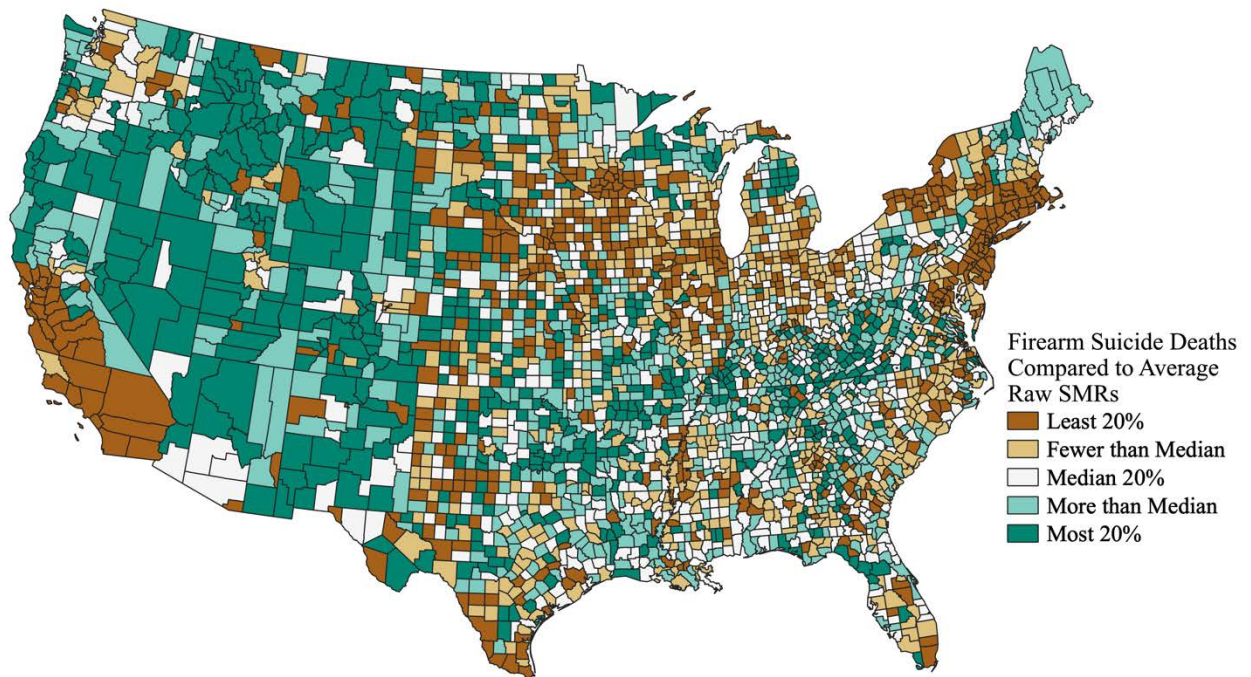 Firearm Suicide Deaths
Compared to Average
Raw SMRs
Least 20%
Fewer than Median
Median 20%
More than Median
Most 20%